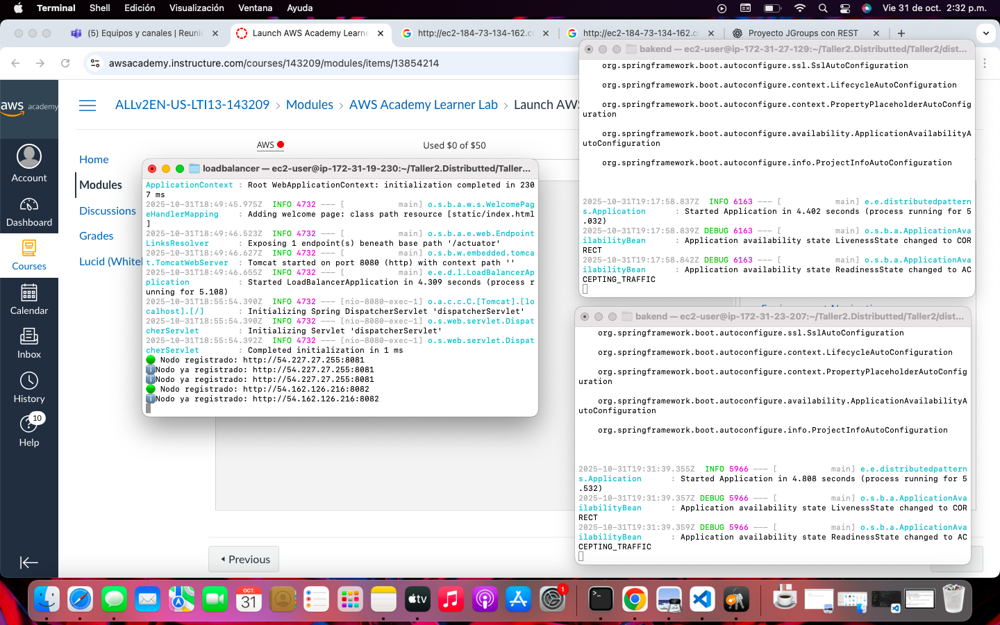 Terminal Shell Edición Visualización Ventana Ayuda
Vie 31 de oct. 2:32 p.m.
(5) Equipos y canales | Reuni
Launch AWS Academy Learne
http://ec2-184-73-134-162.c
http://ec2-184-73-134-162.c
Proyecto JGroups con REST
awsacademy.instructure.com/courses/143209/modules/items/13854214
aws academy
Account
Dashboard
Courses
Calendar
Inbox
History
10
Help
ALLv2EN-US-LTI13-143209 › Modules › AWS Academy Learner Lab › Launch AWS
Home
Modules
Discussions
Grades
Lucid (White
AWS
Used $0 of $50
Previous
loadbalancer — ec2-user@ip-172-31-19-230:~/Taller2.Distributted/Taller...
ApplicationContext : Root WebApplicationContext: initialization completed in 230
7 ms
2025-10-31T18:49:45.975Z INFO 4732 --- [ main] o.s.b.a.w.s.WelcomePag
eHandlerMapping : Adding welcome page: class path resource [static/index.html
]
2025-10-31T18:49:46.523Z INFO 4732 --- [ main] o.s.b.a.e.web.Endpoint
LinksResolver : Exposing 1 endpoint(s) beneath base path '/actuator'
2025-10-31T18:49:46.627Z INFO 4732 --- [ main] o.s.b.w.embedded.tomca
t.TomcatWebServer : Tomcat started on port 8080 (http) with context path ''
2025-10-31T18:49:46.655Z INFO 4732 --- [ main] e.e.d.l.LoadBalancerAp
plication : Started LoadBalancerApplication in 4.309 seconds (process r
unning for 5.108)
2025-10-31T18:55:54.390Z INFO 4732 --- [nio-8080-exec-1] o.a.c.c.C.[Tomcat].[lo
calhost].[/] : Initializing Spring DispatcherServlet 'dispatcherServlet'
2025-10-31T18:55:54.390Z INFO 4732 --- [nio-8080-exec-1] o.s.web.servlet.Dispat
cherServlet : Initializing Servlet 'dispatcherServlet'
2025-10-31T18:55:54.392Z INFO 4732 --- [nio-8080-exec-1] o.s.web.servlet.Dispat
cherServlet : Completed initialization in 1 ms
Nodo registrado: http://54.227.27.255:8081
Nodo ya registrado: http://54.227.27.255:8081
Nodo ya registrado: http://54.227.27.255:8081
Nodo registrado: http://54.162.126.216:8082
Nodo ya registrado: http://54.162.126.216:8082
bakend — ec2-user@ip-172-31-27-129:~/Taller2.Distributted/Taller2/dist...
org.springframework.boot.autoconfigure.ssl.SslAutoConfiguration
org.springframework.boot.autoconfigure.context.LifecycleAutoConfiguration
org.springframework.boot.autoconfigure.context.PropertyPlaceholderAutoConfig
uration
org.springframework.boot.autoconfigure.availability.ApplicationAvailabilityA
utoConfiguration
org.springframework.boot.autoconfigure.info.ProjectInfoAutoConfiguration
2025-10-31T19:17:58.837Z INFO 6163 --- [ main] e.e.distributedpattern
s.Application : Started Application in 4.402 seconds (process running for 5
.032)
2025-10-31T19:17:58.839Z DEBUG 6163 --- [ main] o.s.b.a.ApplicationAva
ilabilityBean : Application availability state LivenessState changed to COR
RECT
2025-10-31T19:17:58.842Z DEBUG 6163 --- [ main] o.s.b.a.ApplicationAva
ilabilityBean : Application availability state ReadinessState changed to AC
CEPTING_TRAFFIC
bakend — ec2-user@ip-172-31-23-207:~/Taller2.Distributted/Taller2/dist...
org.springframework.boot.autoconfigure.ssl.SslAutoConfiguration
org.springframework.boot.autoconfigure.context.LifecycleAutoConfiguration
org.springframework.boot.autoconfigure.context.PropertyPlaceholderAutoConfig
uration
org.springframework.boot.autoconfigure.availability.ApplicationAvailabilityA
utoConfiguration
org.springframework.boot.autoconfigure.info.ProjectInfoAutoConfiguration
2025-10-31T19:31:39.355Z INFO 5966 --- [ main] e.e.distributedpattern
s.Application : Started Application in 4.808 seconds (process running for 5
.532)
2025-10-31T19:31:39.357Z DEBUG 5966 --- [ main] o.s.b.a.ApplicationAva
ilabilityBean : Application availability state LivenessState changed to COR
RECT
2025-10-31T19:31:39.359Z DEBUG 5966 --- [ main] o.s.b.a.ApplicationAva
ilabilityBean : Application availability state ReadinessState changed to AC
CEPTING_TRAFFIC
OCT.
31
tv
1